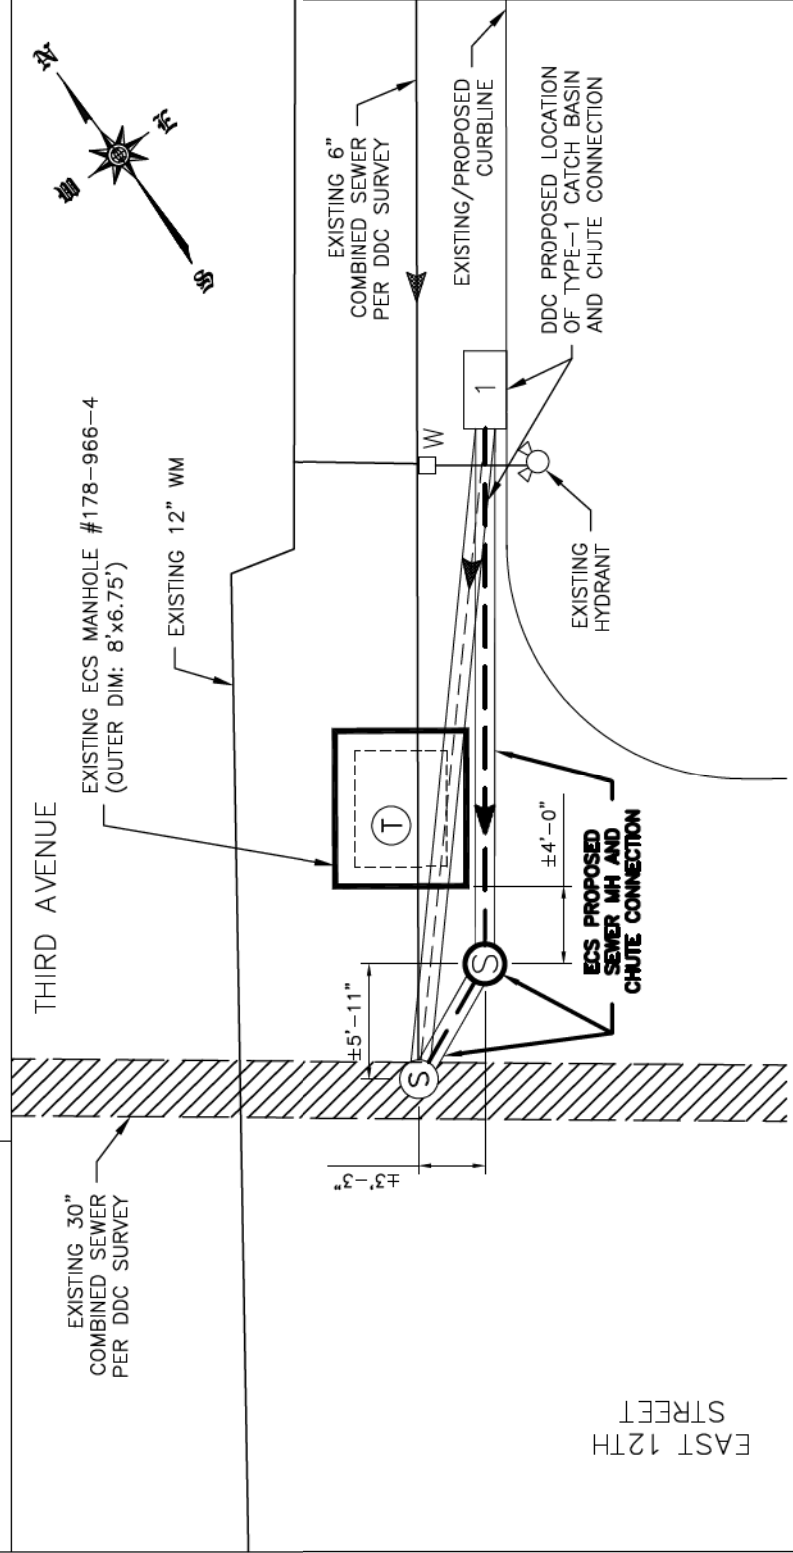 THIRD AVENUE
N
E
W
S
EXISTING ECS MANHOLE #178-966-4
(OUTER DIM: 8'x6.75')
EXISTING 12" WM
EXISTING 6"
COMBINED SEWER
PER DDC SURVEY
EXISTING/PROPOSED
CURBLINE
DDC PROPOSED LOCATION
OF TYPE-1 CATCH BASIN
AND CHUTE CONNECTION
1
W
EXISTING
HYDRANT
T
±4'-0"
±5'-11"
S
S
ECS PROPOSED
SEWER MH AND
CHUTE CONNECTION
±3'-3"
EXISTING 30"
COMBINED SEWER
PER DDC SURVEY
EAST 12TH
STREET